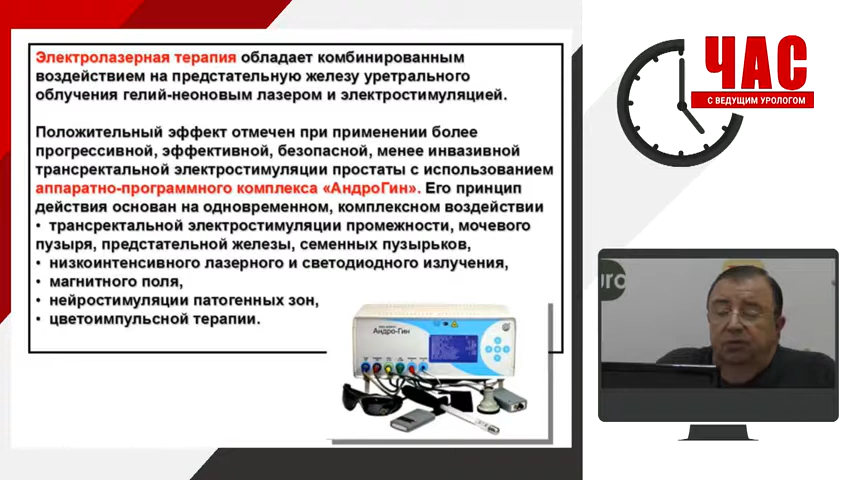 Электролазерная терапия обладает комбинированным
воздействием на предстательную железу уретрального
облучения гелий-неоновым лазером и электростимуляцией.
Положительный эффект отмечен при применении более
прогрессивной, эффективной, безопасной, менее инвазивной
трансректальной электростимуляции простаты с использованием
аппаратно-программного комплекса «АндроГин». Его принцип
действия основан на одновременном, комплексном воздействии
• трансректальной электростимуляции промежности, мочевого
пузыря, предстательной железы, семенных пузырьков,
• низкоинтенсивного лазерного и светодиодного излучения,
• магнитного поля,
• нейростимуляции патогенных зон,
• цветоимпульсной терапии.
Андро-Гин
ЧАС
С ВЕДУЩИМ УРОЛОГОМ
uro